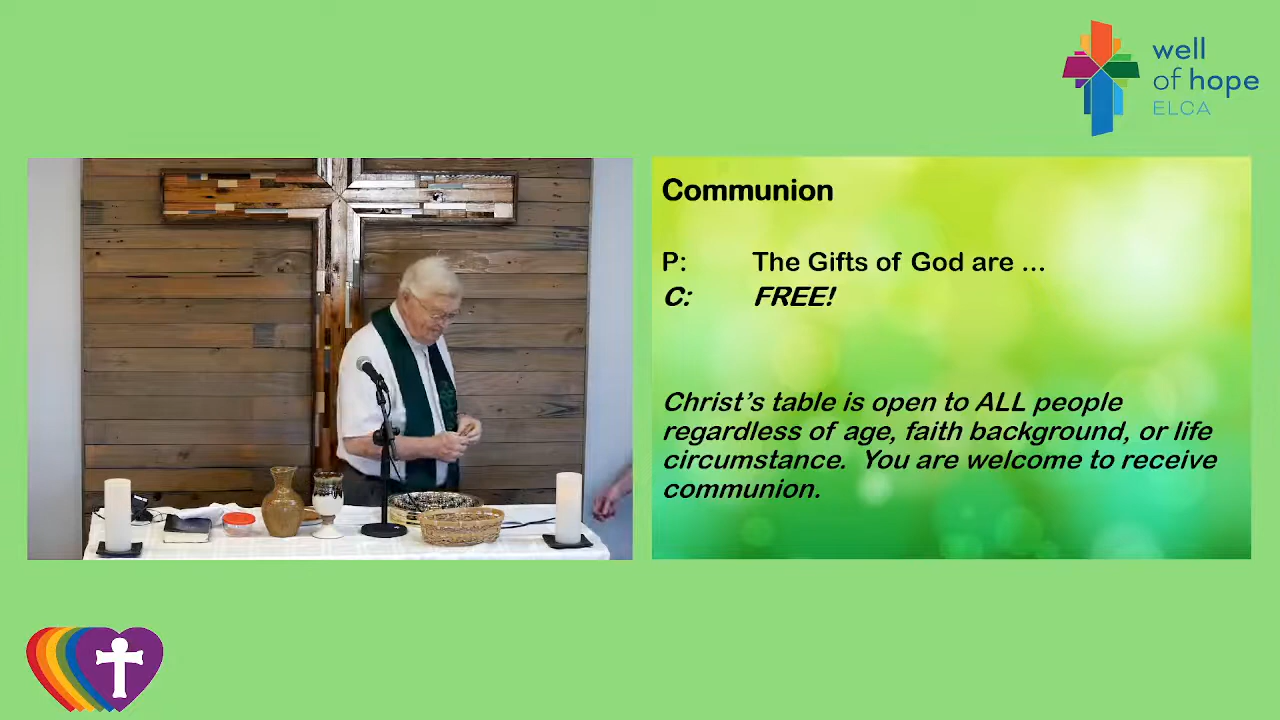 well
of hope
ELCA
Communion
P: The Gifts of God are ...
C: FREE!
Christ's table is open to ALL people
regardless of age, faith background, or life
circumstance. You are welcome to receive
communion.